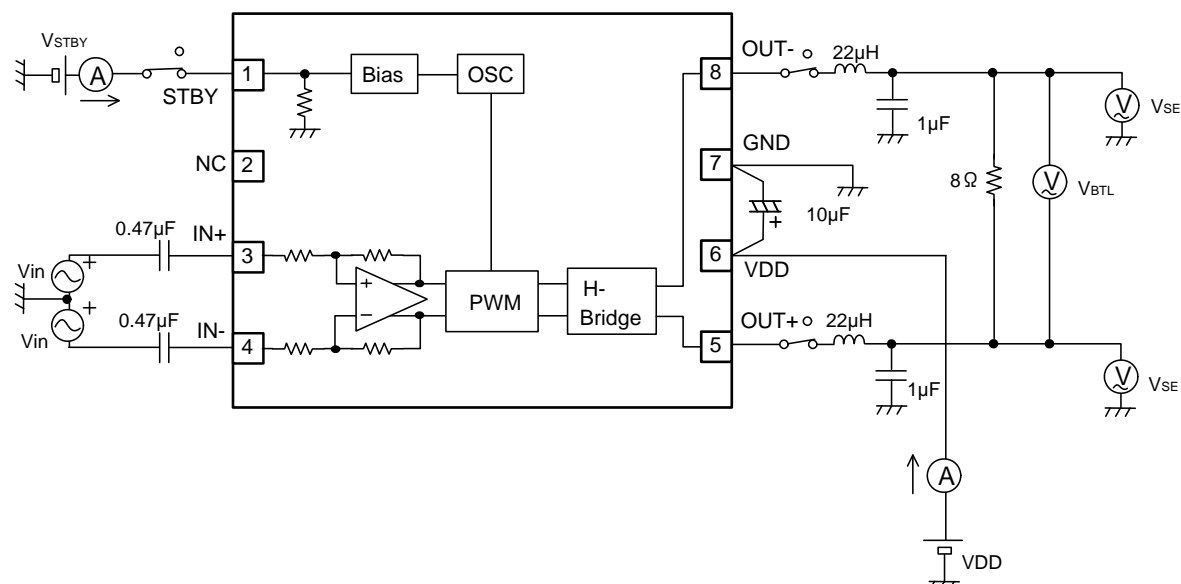 VSTBY
A
STBY
1
Bias
OSC
8
OUT-
22µH
1µF
V
VSE
NC
2
7
GND
10µF
+
8Ω
V
VBTL
0.47µF
IN+
3
Vin
+
+
Vin
0.47µF
IN-
4
+
−
PWM
H-
Bridge
6
VDD
5
OUT+
22µH
1µF
V
VSE
A
VDD